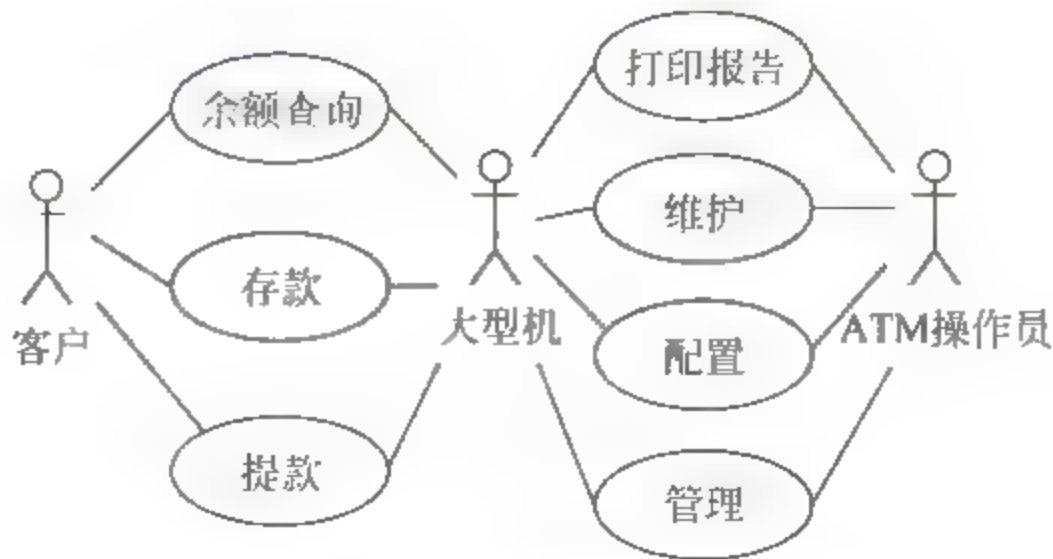 打印报告
余额查询
维护
存款
客户
大型机
ATM操作员
配置
提款
管理